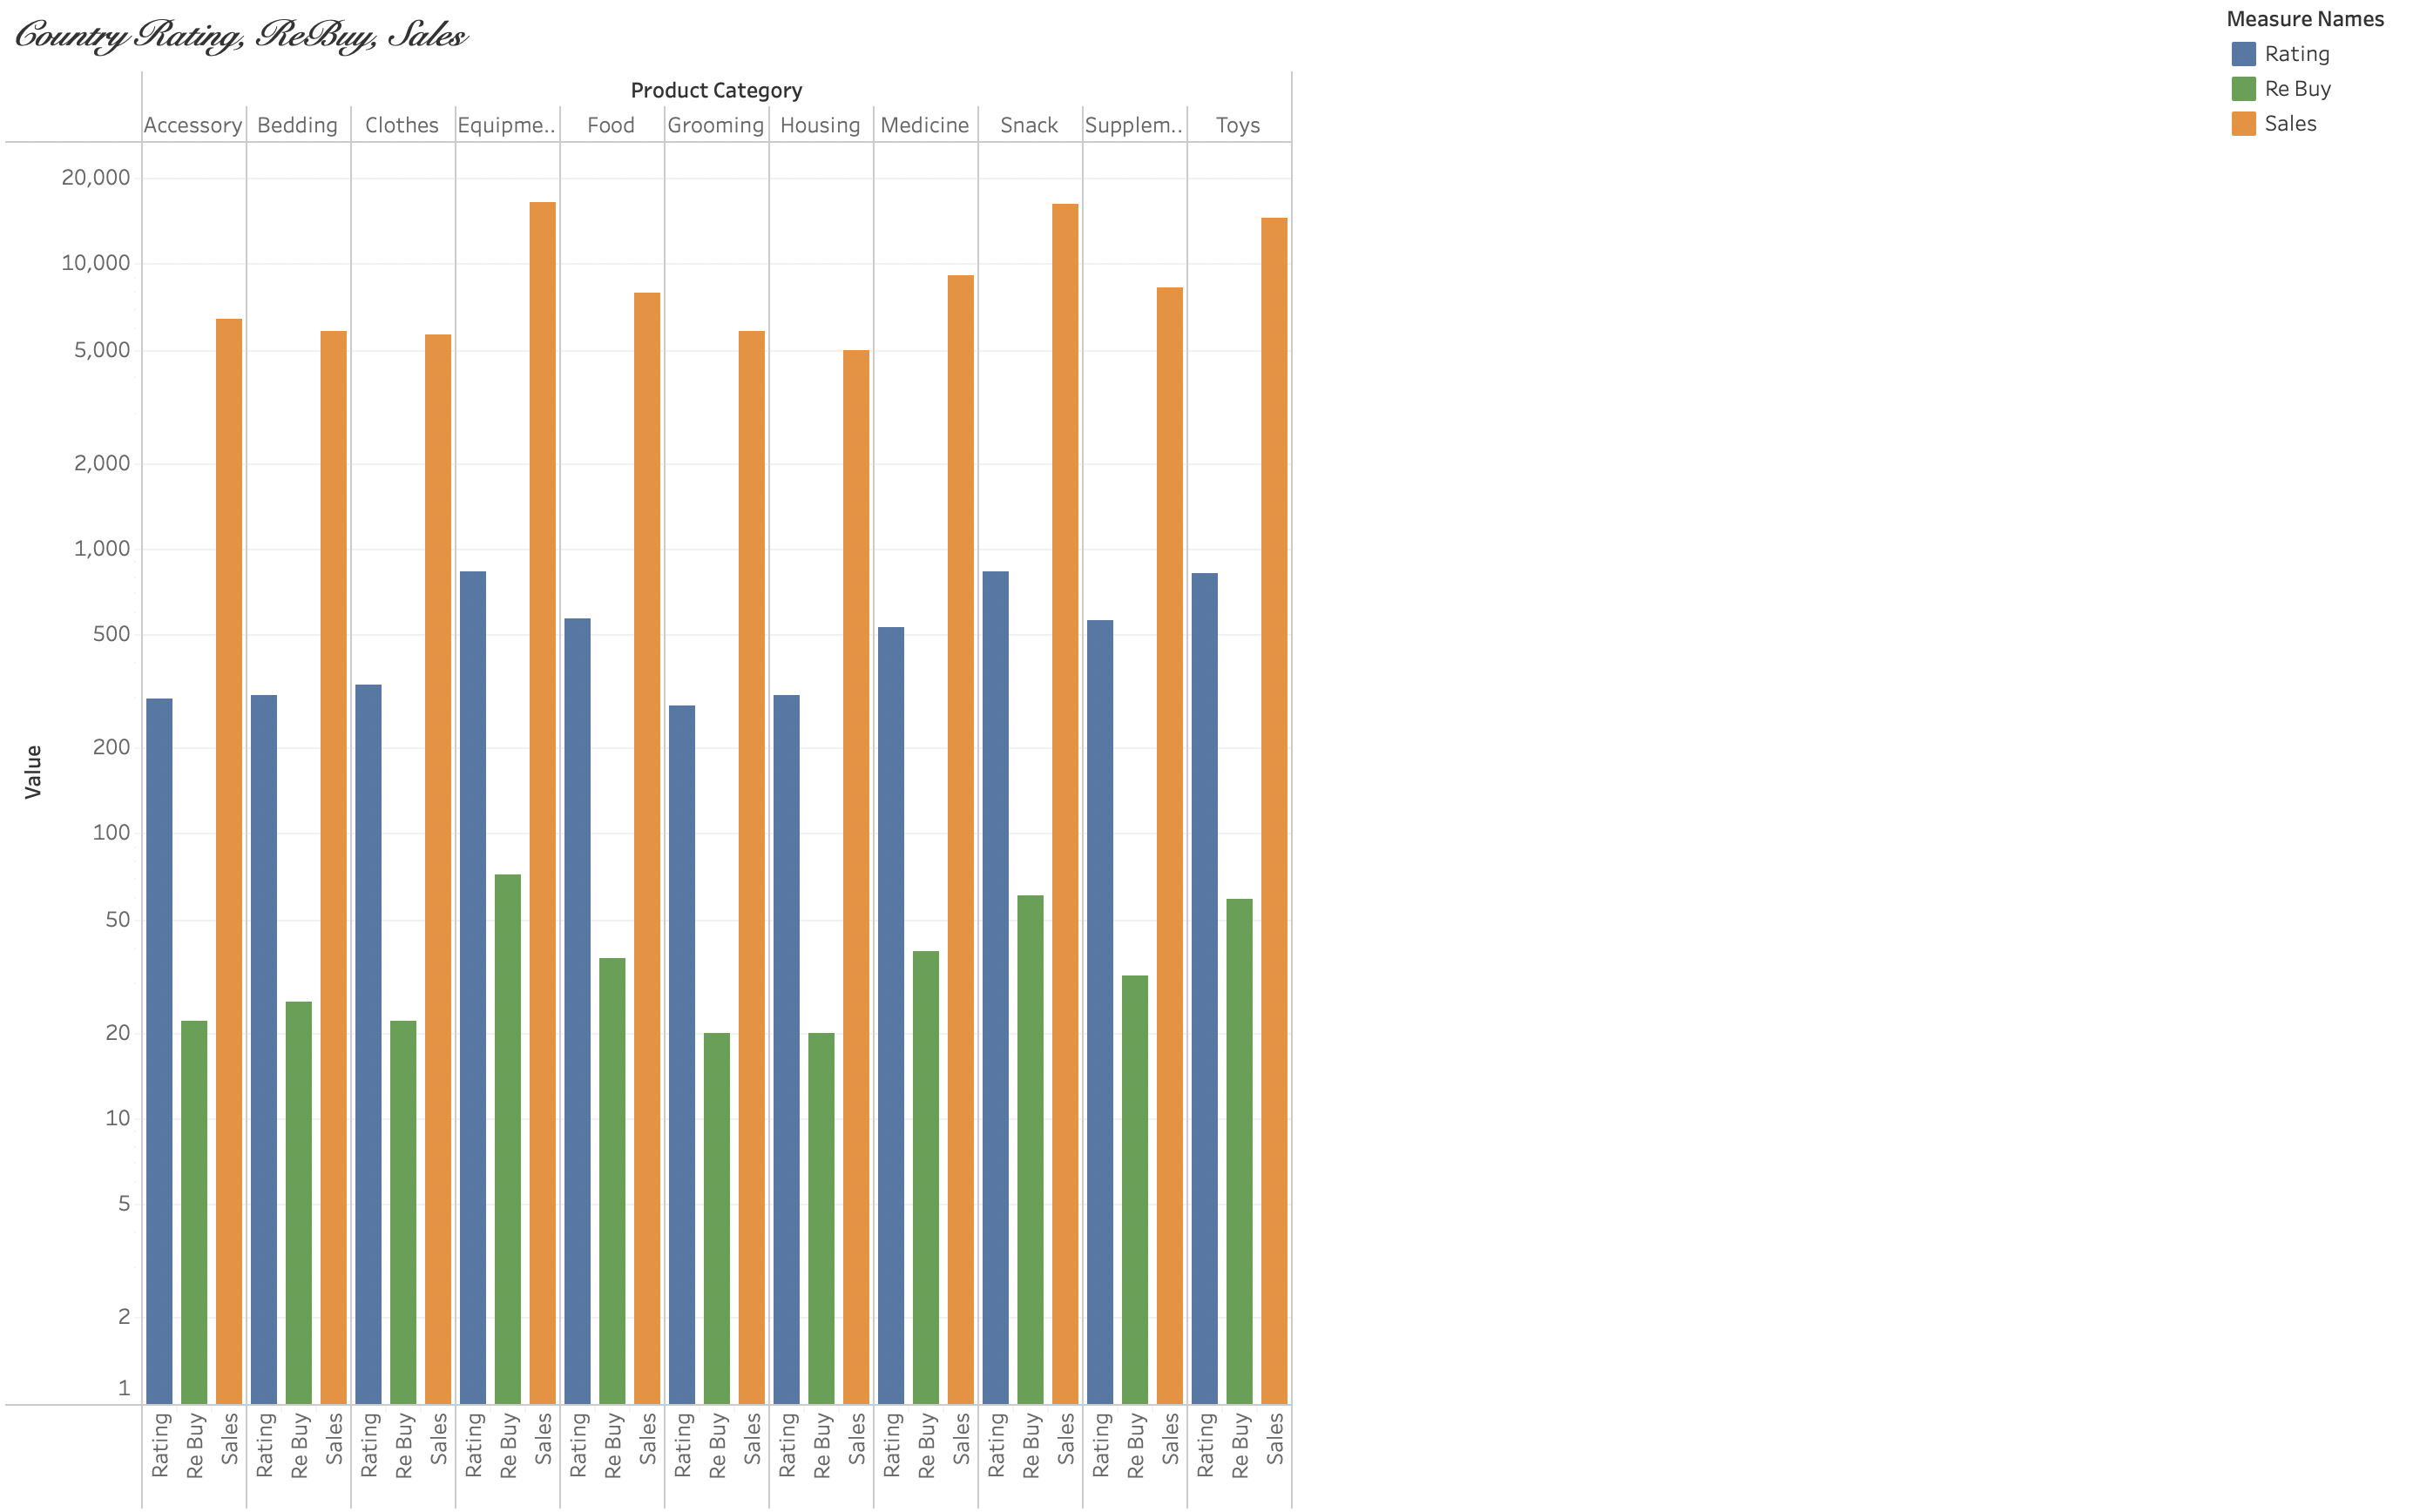 Country Rating, ReBuy, Sales
Measure Names
Rating
Re Buy
Sales
Product Category
Accessory Bedding Clothes Equipme.. Food Grooming Housing Medicine Snack Supplem.. Toys
20,000
10,000
5,000
2,000
1,000
500
200
100
50
20
10
5
2
1
Value
Rating Re Buy Sales Rating Re Buy Sales Rating Re Buy Sales Rating Re Buy Sales Rating Re Buy Sales Rating Re Buy Sales Rating Re Buy Sales Rating Re Buy Sales Rating Re Buy Sales Rating Re Buy Sales Rating Re Buy Sales